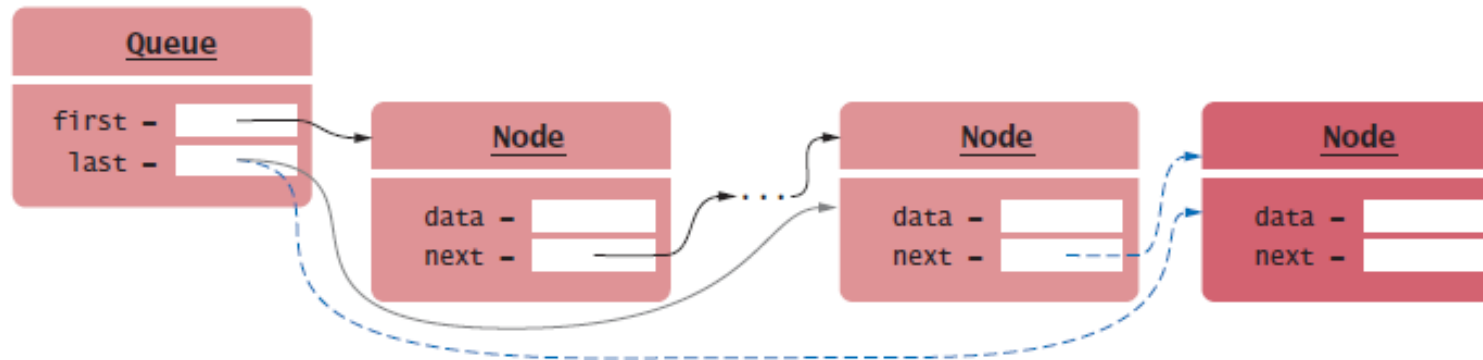 Queue
first =
last =
Node
data =
next =
....
Node
data =
next =
Node
data =
next =